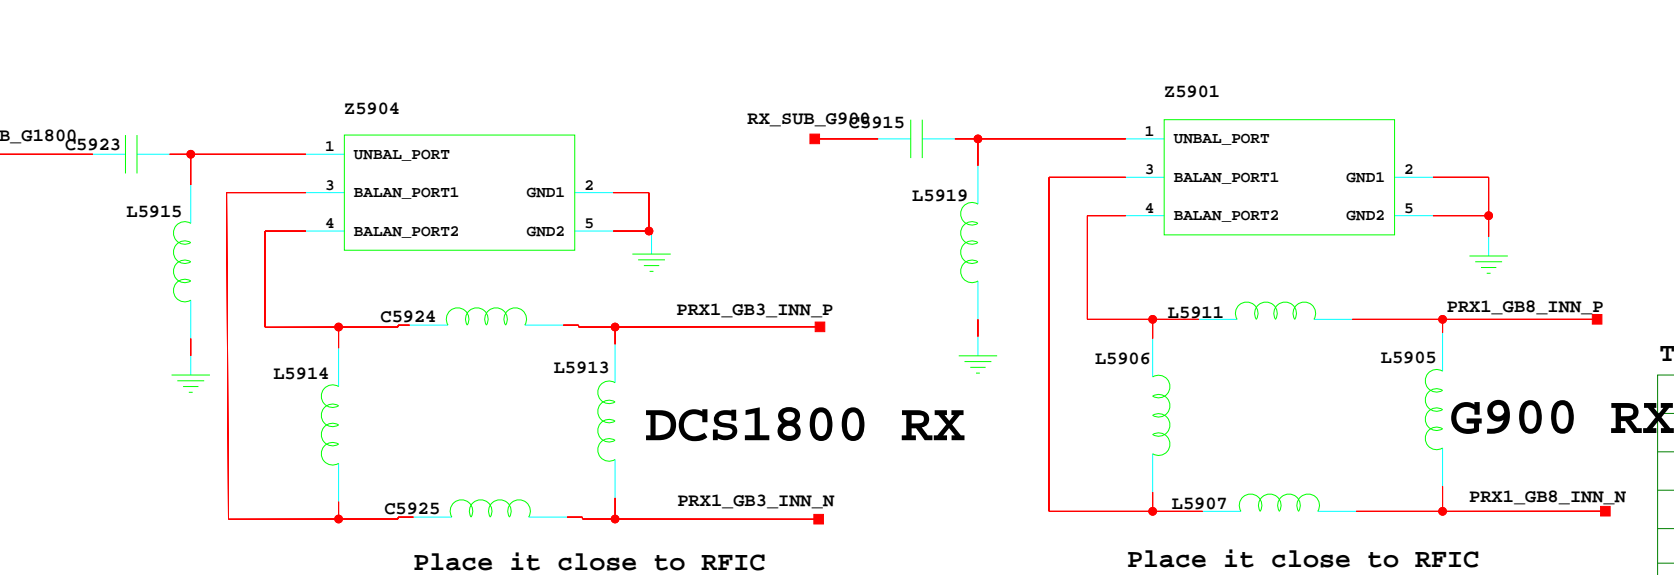 Z5904
B_G1800
C5923
1
UNBAL_PORT
3
BALAN_PORT1
GND1
2
4
BALAN_PORT2
GND2
5
L5915
C5924
PRX1_GB3_INN_P
L5914
L5913
DCS1800 RX
C5925
PRX1_GB3_INN_N
Place it close to RFIC
Z5901
RX_SUB_G900
C5915
1
UNBAL_PORT
3
BALAN_PORT1
GND1
2
4
BALAN_PORT2
GND2
5
L5919
L5911
PRX1_GB8_INN_P
L5906
L5905
G900 RX
L5907
PRX1_GB8_INN_N
Place it close to RFIC
T